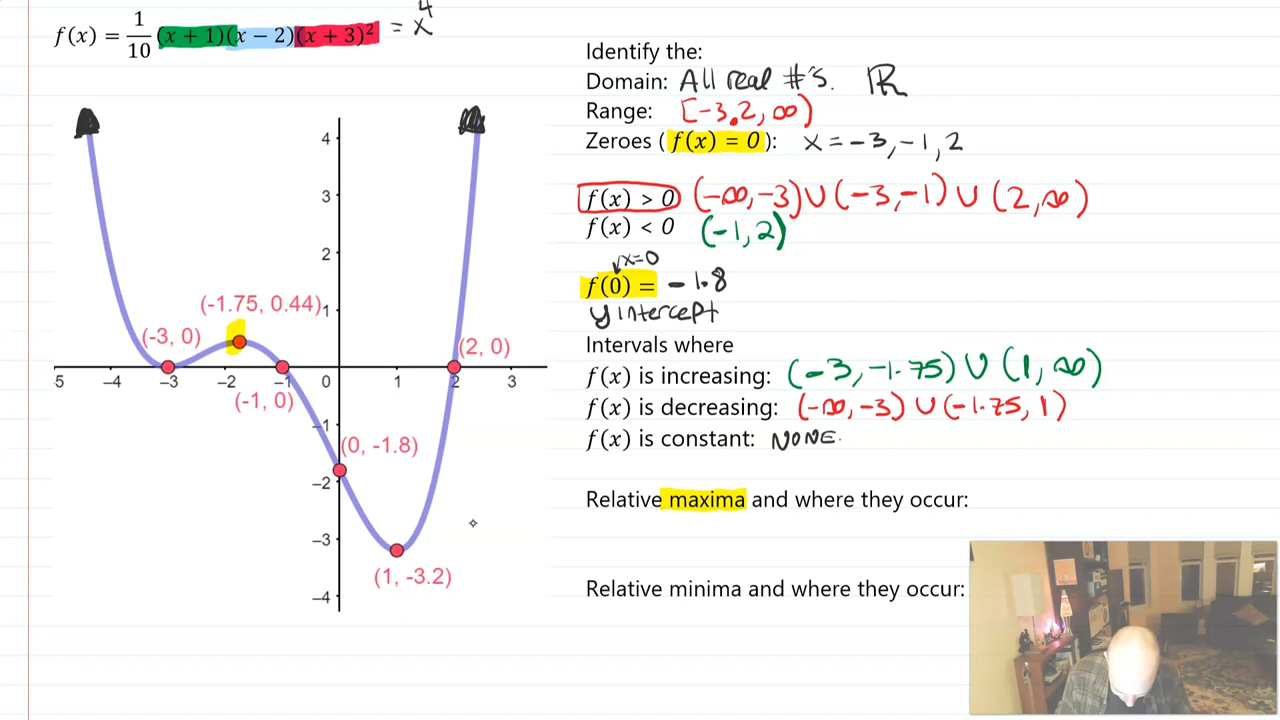 f(x) = 1/10 (x + 1)(x − 2)(x + 3)² = x⁴
Identify the:
Domain: All real #'s. ℝ
Range: [-3.2, ∞)
Zeroes ( f(x) = 0 ): x = -3, -1, 2
f(x) > 0 (-∞, -3) ∪ (-3, -1) ∪ (2, ∞)
f(x) < 0 (-1, 2)
x=0
f(0) = -1.8
y intercept
Intervals where
f(x) is increasing: (-3, -1.75) ∪ (1, ∞)
f(x) is decreasing: (-∞, -3) ∪ (-1.75, 1)
f(x) is constant: NONE.
Relative maxima and where they occur:
Relative minima and where they occur:
4
3
2
(-1.75, 0.44)
1
(-3, 0)
(2, 0)
5 −4 −3 −2 −1 0 1 2 3
(-1, 0)
−1
(0, -1.8)
−2
−3
(1, -3.2)
−4